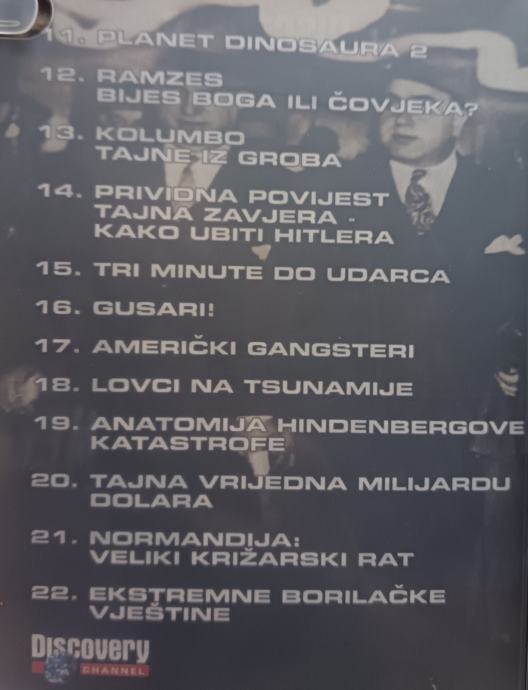 11. PLANET DINOSAURA 2
12. RAMZES
BIJES BOGA ILI ČOVJEKA?
13. KOLUMBO
TAJNE IZ GROBA
14. PRIVIDNA POVIJEST
TAJNA ZAVJERA -
KAKO UBITI HITLERA
15. TRI MINUTE DO UDARCA
16. GUSARI!
17. AMERIČKI GANGSTERI
18. LOVCI NA TSUNAMIJE
19. ANATOMIJA HINDENBERGOVE
KATASTROFE
20. TAJNA VRIJEDNA MILIJARDU
DOLARA
21. NORMANDIJA:
VELIKI KRIŽARSKI RAT
22. EKSTREMNE BORILAČKE
VJEŠTINE
Discovery
CHANNEL